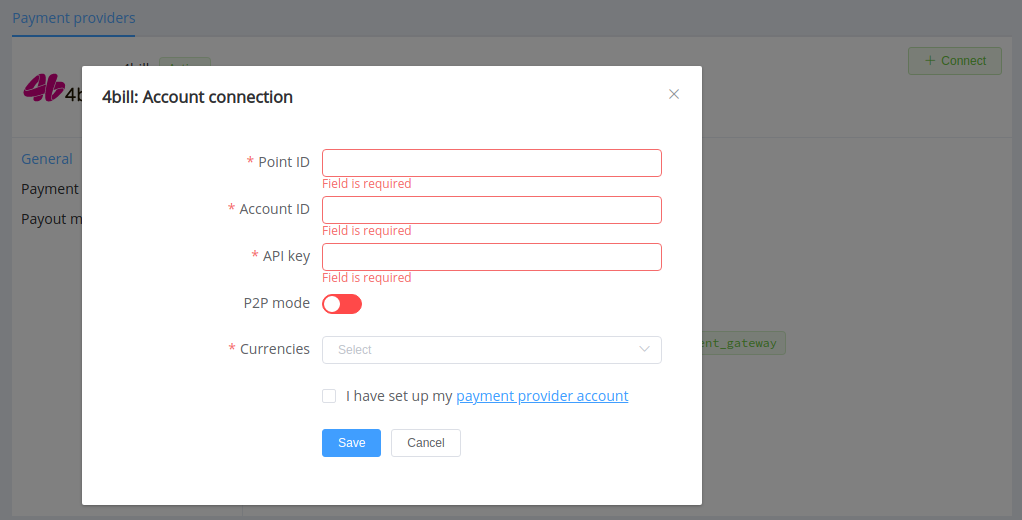 Payment providers
Connect
4b
4bill: Account connection
General
Payment
Payout m
* Point ID
Field is required
* Account ID
Field is required
* API key
Field is required
P2P mode
* Currencies
Select
ent_gateway
I have set up my payment provider account
Save
Cancel